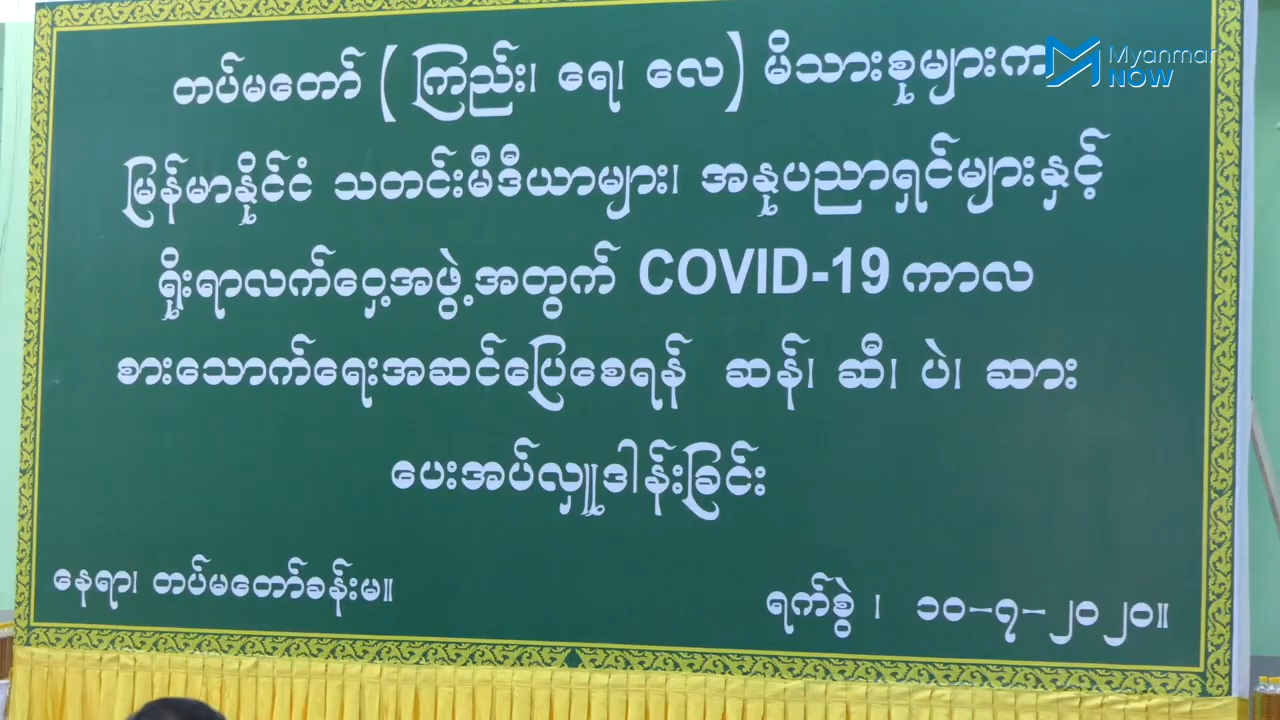 တပ်မတော် ( ကြည်း၊ ရေ၊ လေ ) မိသားစုများက
Myanmar
NOW
မြန်မာနိုင်ငံ သတင်းမီဒီယာများ၊ အနုပညာရှင်များနှင့်
ရိုးရာလက်ဝှေ့အဖွဲ့အတွက် COVID-19 ကာလ
စားသောက်ရေးအဆင်ပြေစေရန် ဆန်၊ ဆီ၊ ပဲ၊ ဆား
ပေးအပ်လှူဒါန်းခြင်း
နေရာ၊ တပ်မတော်ခန်းမ။
ရက်စွဲ ၊ ၁၀-၇-၂၀၂၀။